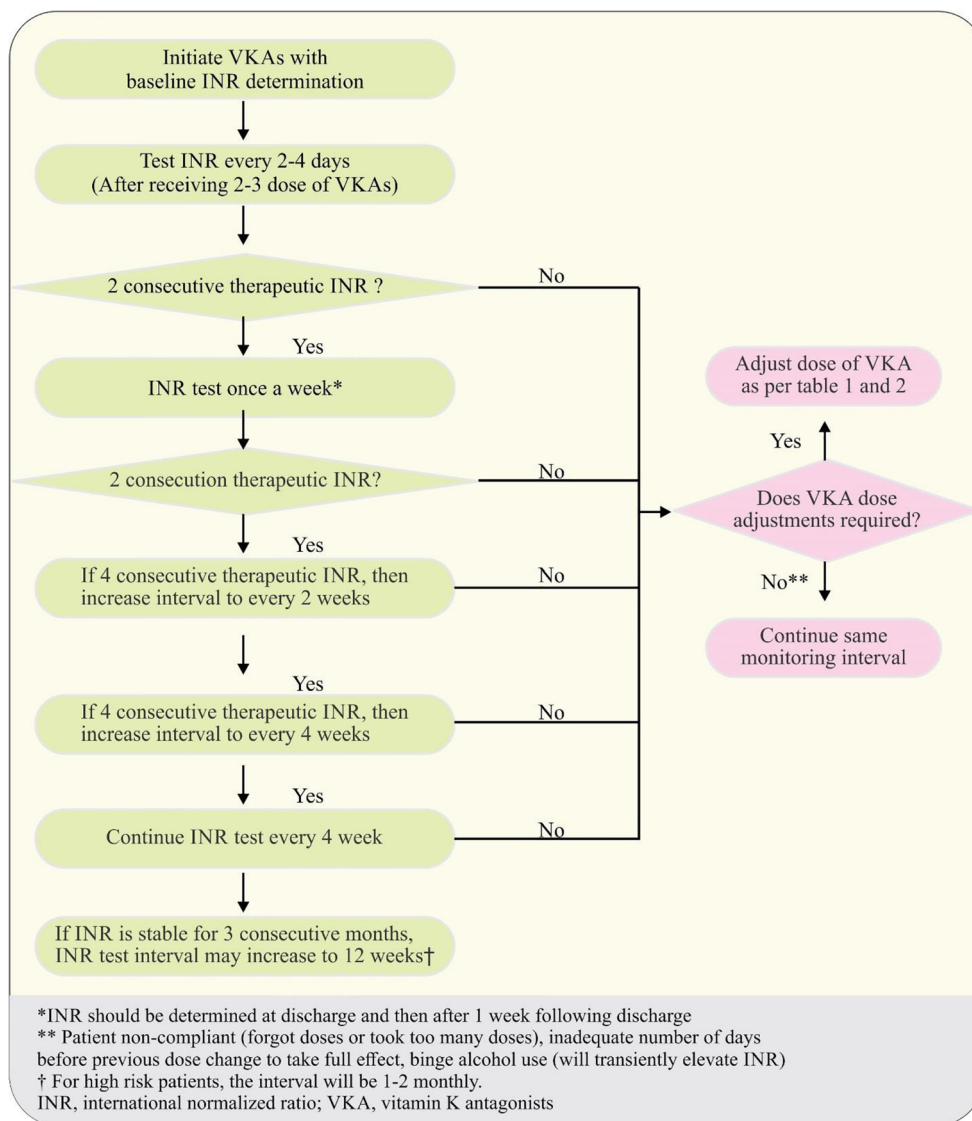 Initiate VKAs with
baseline INR determination
Test INR every 2-4 days
(After receiving 2-3 dose of VKAs)
2 consecutive therapeutic INR ?
No
Yes
INR test once a week*
2 consecution therapeutic INR?
No
Yes
If 4 consecutive therapeutic INR, then
increase interval to every 2 weeks
No
Yes
If 4 consecutive therapeutic INR, then
increase interval to every 4 weeks
No
Yes
Continue INR test every 4 week
No
If INR is stable for 3 consecutive months,
INR test interval may increase to 12 weeks†
Adjust dose of VKA
as per table 1 and 2
Yes
Does VKA dose
adjustments required?
No**
Continue same
monitoring interval
*INR should be determined at discharge and then after 1 week following discharge
** Patient non-compliant (forgot doses or took too many doses), inadequate number of days
before previous dose change to take full effect, binge alcohol use (will transiently elevate INR)
† For high risk patients, the interval will be 1-2 monthly.
INR, international normalized ratio; VKA, vitamin K antagonists